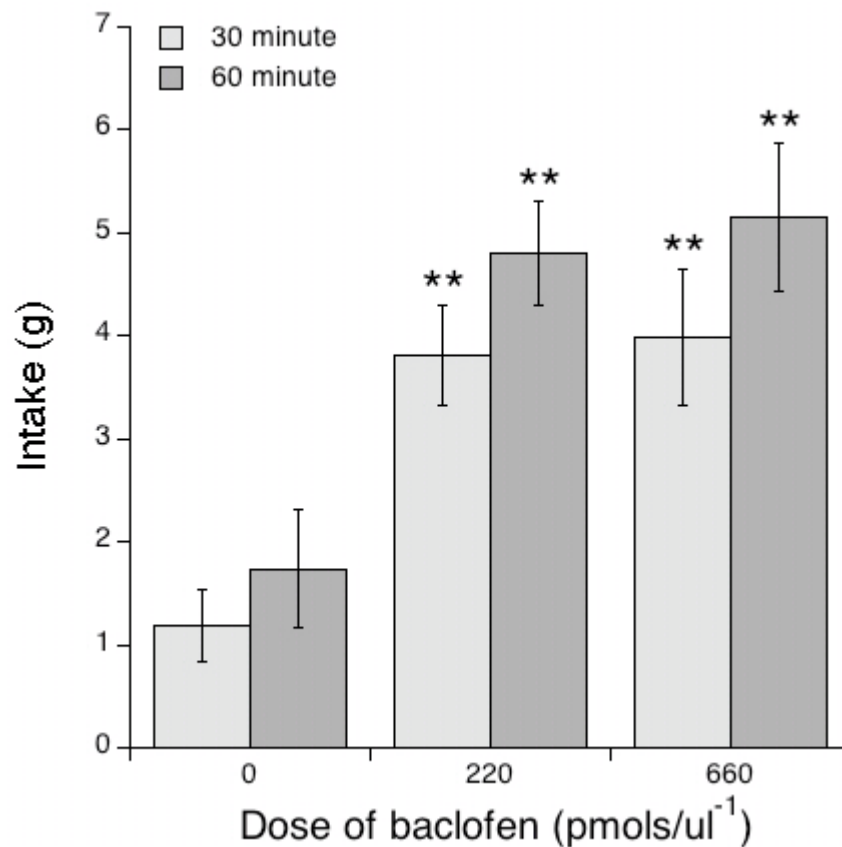 7
30 minute
60 minute
6
**
**
5
**
**
4
Intake (g)
3
2
1
0
0 220 660
Dose of baclofen (pmols/ul⁻¹)